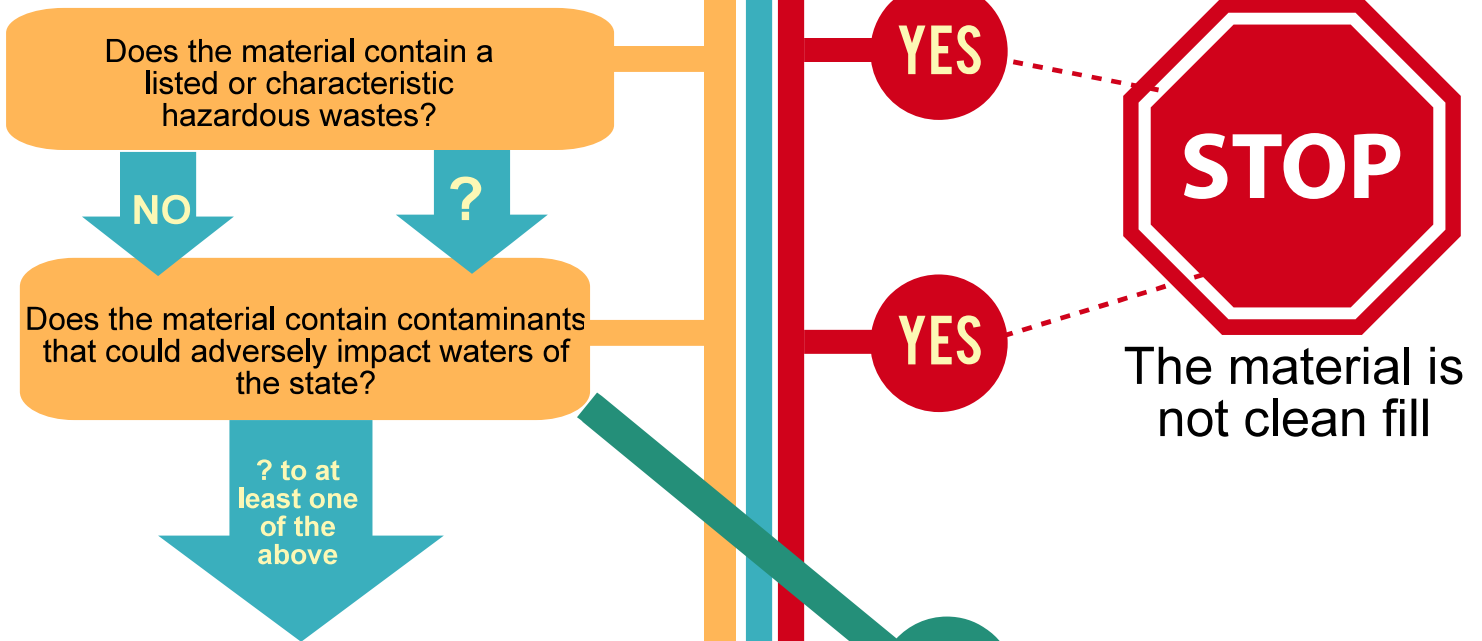 Does the material contain a
listed or characteristic
hazardous wastes?
YES
STOP
NO
?
Does the material contain contaminants
that could adversely impact waters of
the state?
YES
The material is
not clean fill
? to at
least one
of the
above